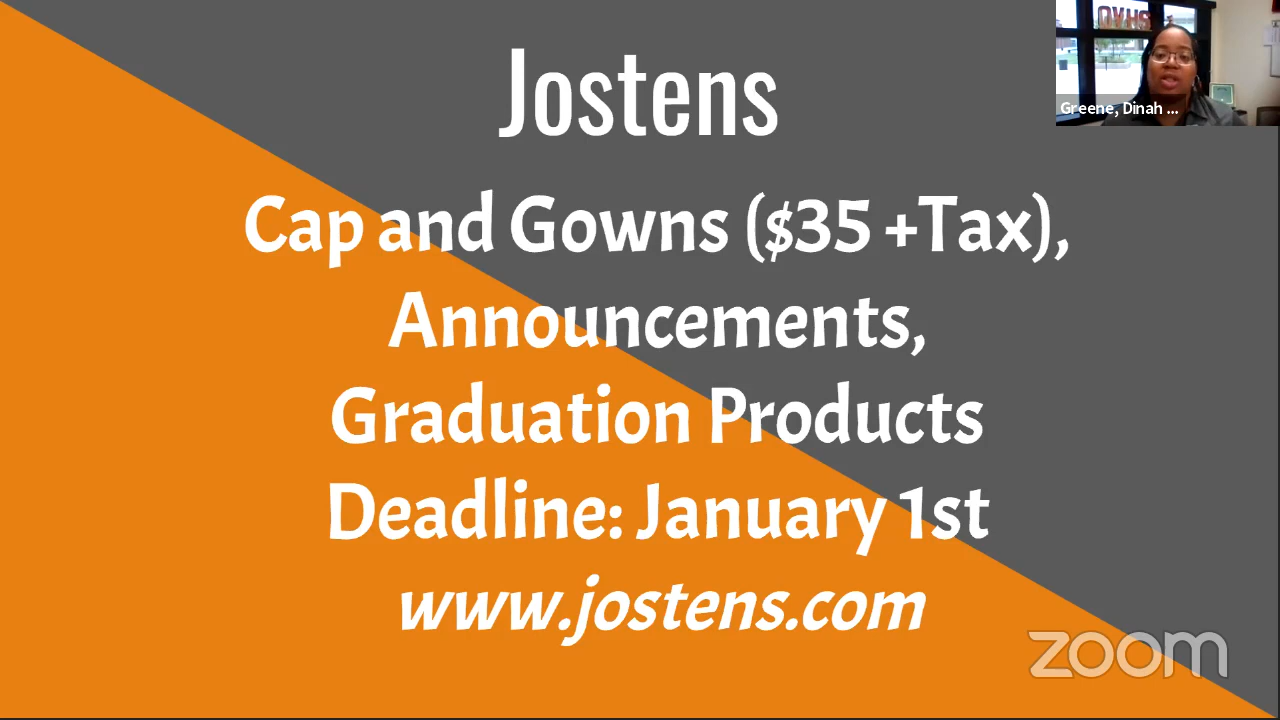 Jostens
Greene, Dinah ...
Cap and Gowns ($35 +Tax),
Announcements,
Graduation Products
Deadline: January 1st
www.jostens.com
zoom